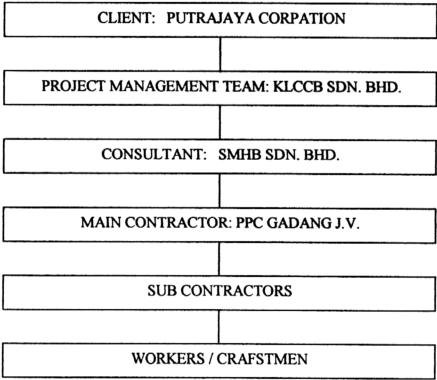 CLIENT: PUTRAJAYA CORPATION
PROJECT MANAGEMENT TEAM: KLCCB SDN. BHD.
CONSULTANT: SMHB SDN. BHD.
MAIN CONTRACTOR: PPC GADANG J.V.
SUB CONTRACTORS
WORKERS / CRAFSTMEN